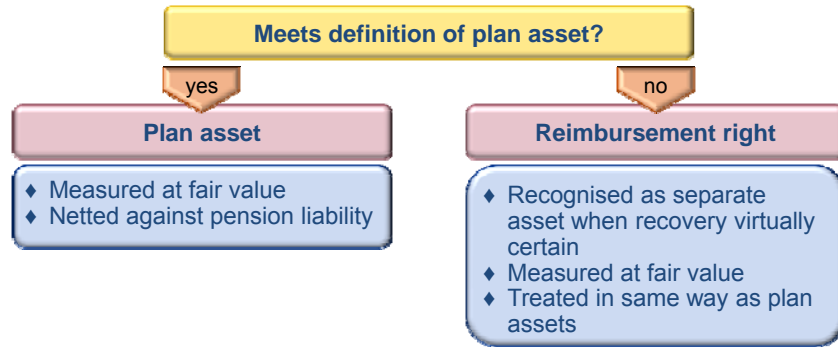 Meets definition of plan asset?
yes
no
Plan asset
♦ Measured at fair value
♦ Netted against pension liability
Reimbursement right
♦ Recognised as separate
asset when recovery virtually
certain
♦ Measured at fair value
♦ Treated in same way as plan
assets